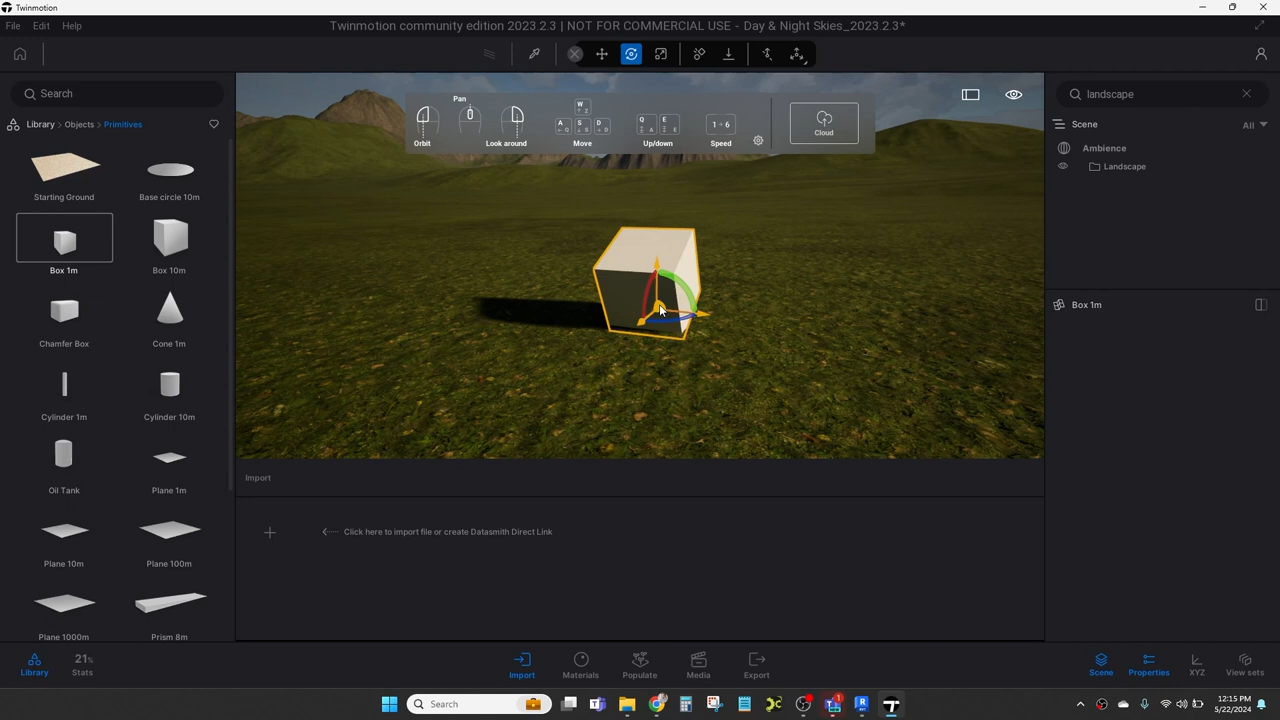 Twinmotion
File Edit Help
Twinmotion community edition 2023.2.3 | NOT FOR COMMERCIAL USE - Day & Night Skies_2023.2.3*
Search
Library > Objects > Primitives
Starting Ground
Base circle 10m
Box 1m
Box 10m
Chamfer Box
Cone 1m
Cylinder 1m
Cylinder 10m
Oil Tank
Plane 1m
Plane 10m
Plane 100m
Plane 1000m
Prism 8m
Pan
Orbit
Look around
W
A S D
Move
Q E
Up/down
1 - 6
Speed
Cloud
Import
Click here to import file or create Datasmith Direct Link
landscape
Scene
All
Ambience
Landscape
Box 1m
Library
21%
Stats
Import
Materials
Populate
Media
Export
Scene
Properties
XYZ
View sets
Search
12:15 PM
5/22/2024